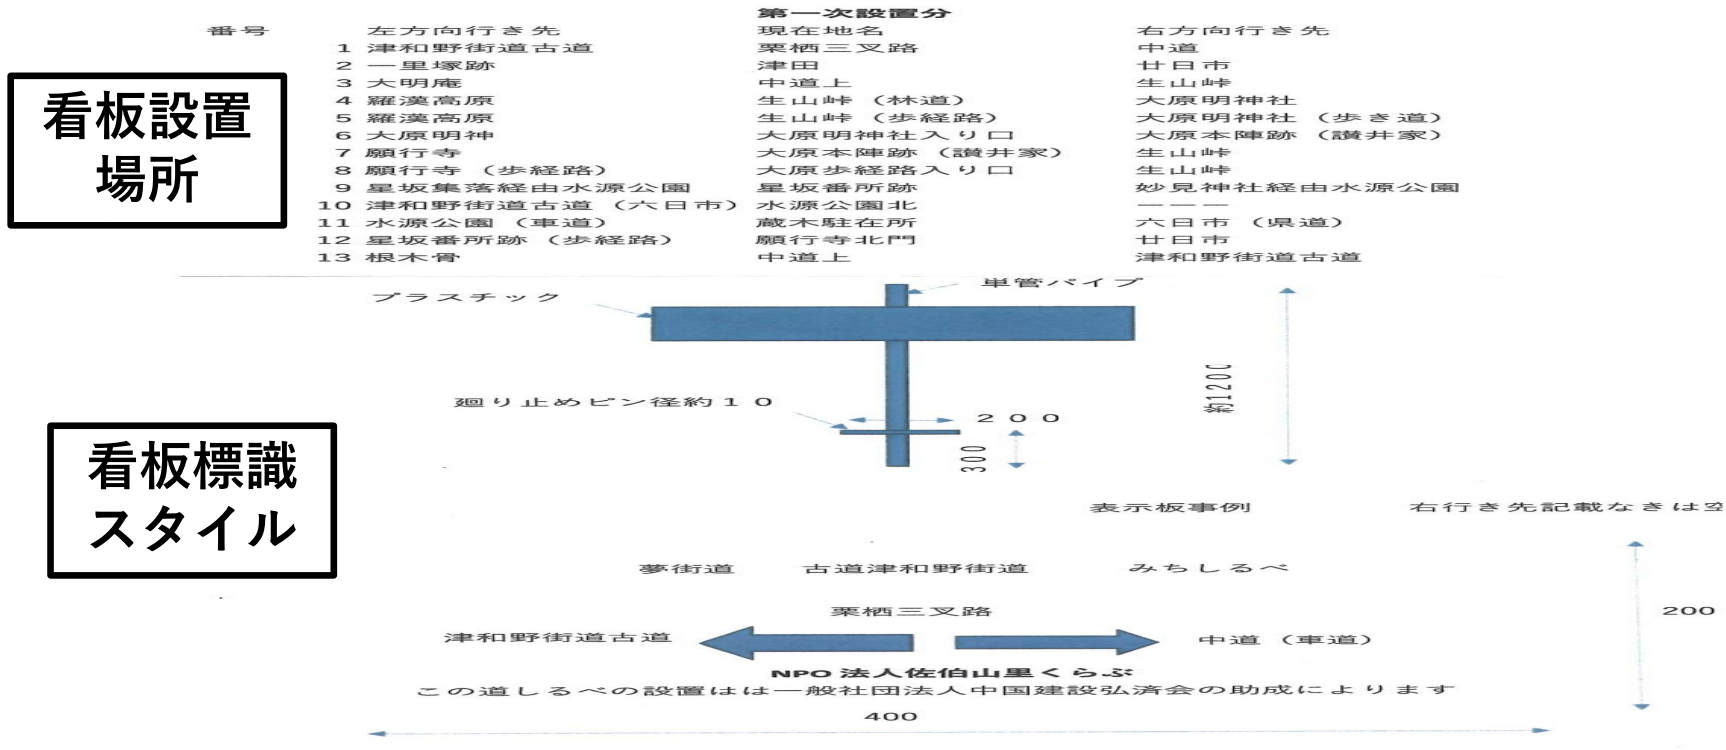 第一次設置分
番号 左方向行き先 現在地名 右方向行き先
1 津和野街道古道 栗栖三叉路 中道
2 一里塚跡 津田 廿日市
3 大明庵 中道上 生山峠
4 羅漢高原 生山峠（林道） 大原明神社
5 羅漢高原 生山峠（歩経路） 大原明神社（歩き道）
6 大原明神 大原明神社入り口 大原本陣跡（讃井家）
7 願行寺 大原本陣跡（讃井家） 生山峠
8 願行寺（歩経路） 大原歩経路入り口 生山峠
9 星坂集落経由水源公園 星坂番所跡 妙見神社経由水源公園
10 津和野街道古道（六日市） 水源公園北 ーーー
11 水源公園（車道） 蔵木駐在所 六日市（県道）
12 星坂番所跡（歩経路） 願行寺北門 廿日市
13 根木骨 中道上 津和野街道古道
看板設置
場所
プラスチック
単管パイプ
約1200
廻り止めピン径約１０
２００
300
看板標識
スタイル
表示板事例 右行き先記載なきは空
夢街道 古道津和野街道 みちしるべ
栗栖三叉路
200
津和野街道古道 中道（車道）
NPO法人佐伯山里くらぶ
この道しるべの設置はは一般社団法人中国建設弘済会の助成によります
400